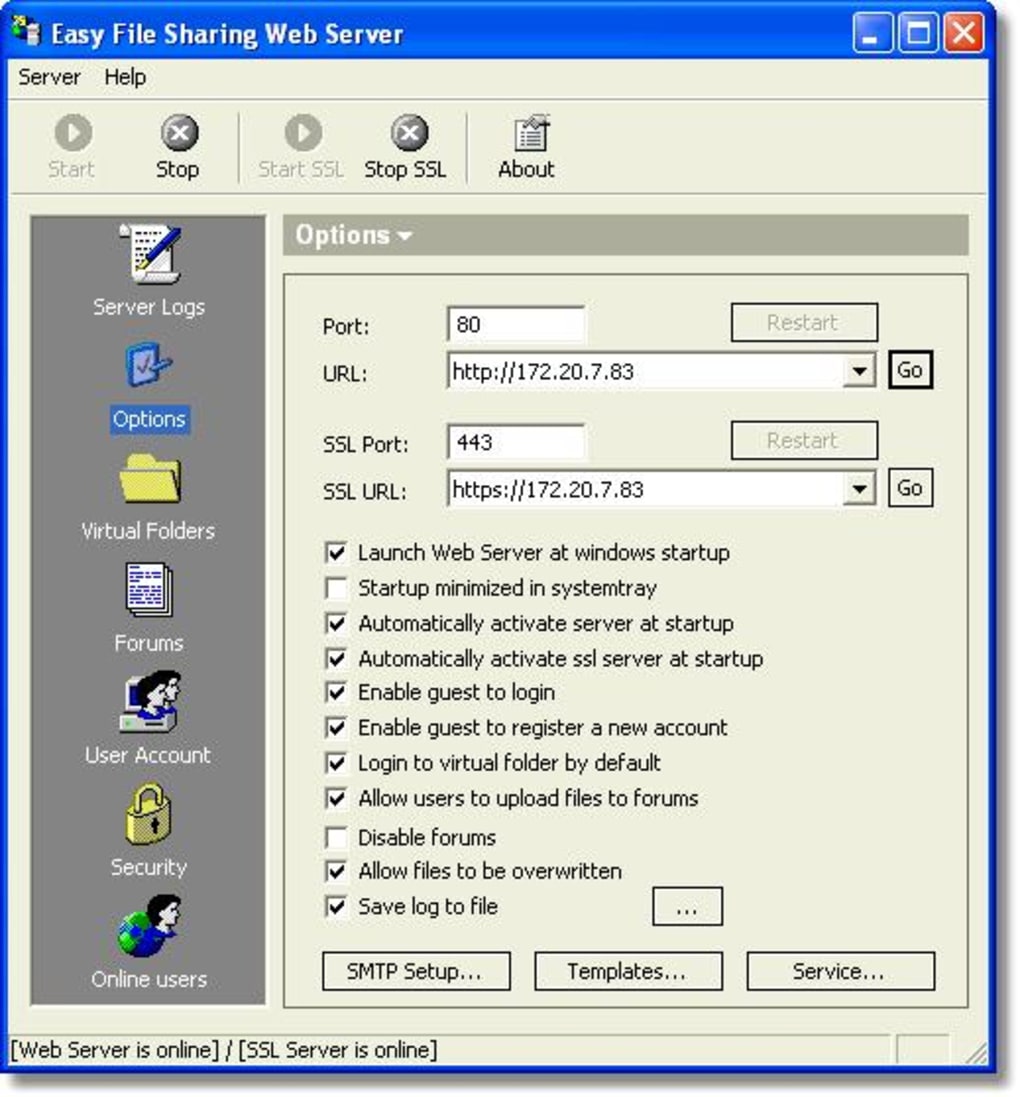 Easy File Sharing Web Server
Server Help
Start Stop Start SSL Stop SSL About
Server Logs
Options
Virtual Folders
Forums
User Account
Security
Online users
Options
Port: 80 Restart
URL: http://172.20.7.83 Go
SSL Port: 443 Restart
SSL URL: https://172.20.7.83 Go
Launch Web Server at windows startup
Startup minimized in systemtray
Automatically activate server at startup
Automatically activate ssl server at startup
Enable guest to login
Enable guest to register a new account
Login to virtual folder by default
Allow users to upload files to forums
Disable forums
Allow files to be overwritten
Save log to file ...
SMTP Setup... Templates... Service...
[Web Server is online] / [SSL Server is online]